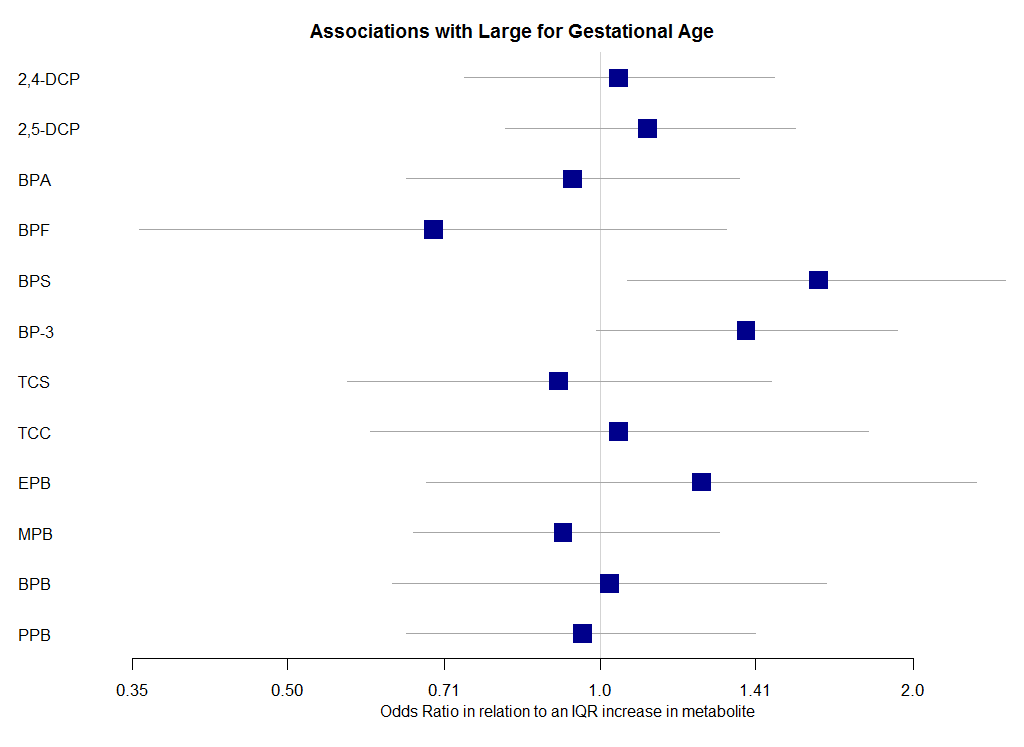 Associations with Large for Gestational Age
2,4-DCP
2,5-DCP
BPA
BPF
BPS
BP-3
TCS
TCC
EPB
MPB
BPB
PPB
0.35 0.50 0.71 1.0 1.41 2.0
Odds Ratio in relation to an IQR increase in metabolite